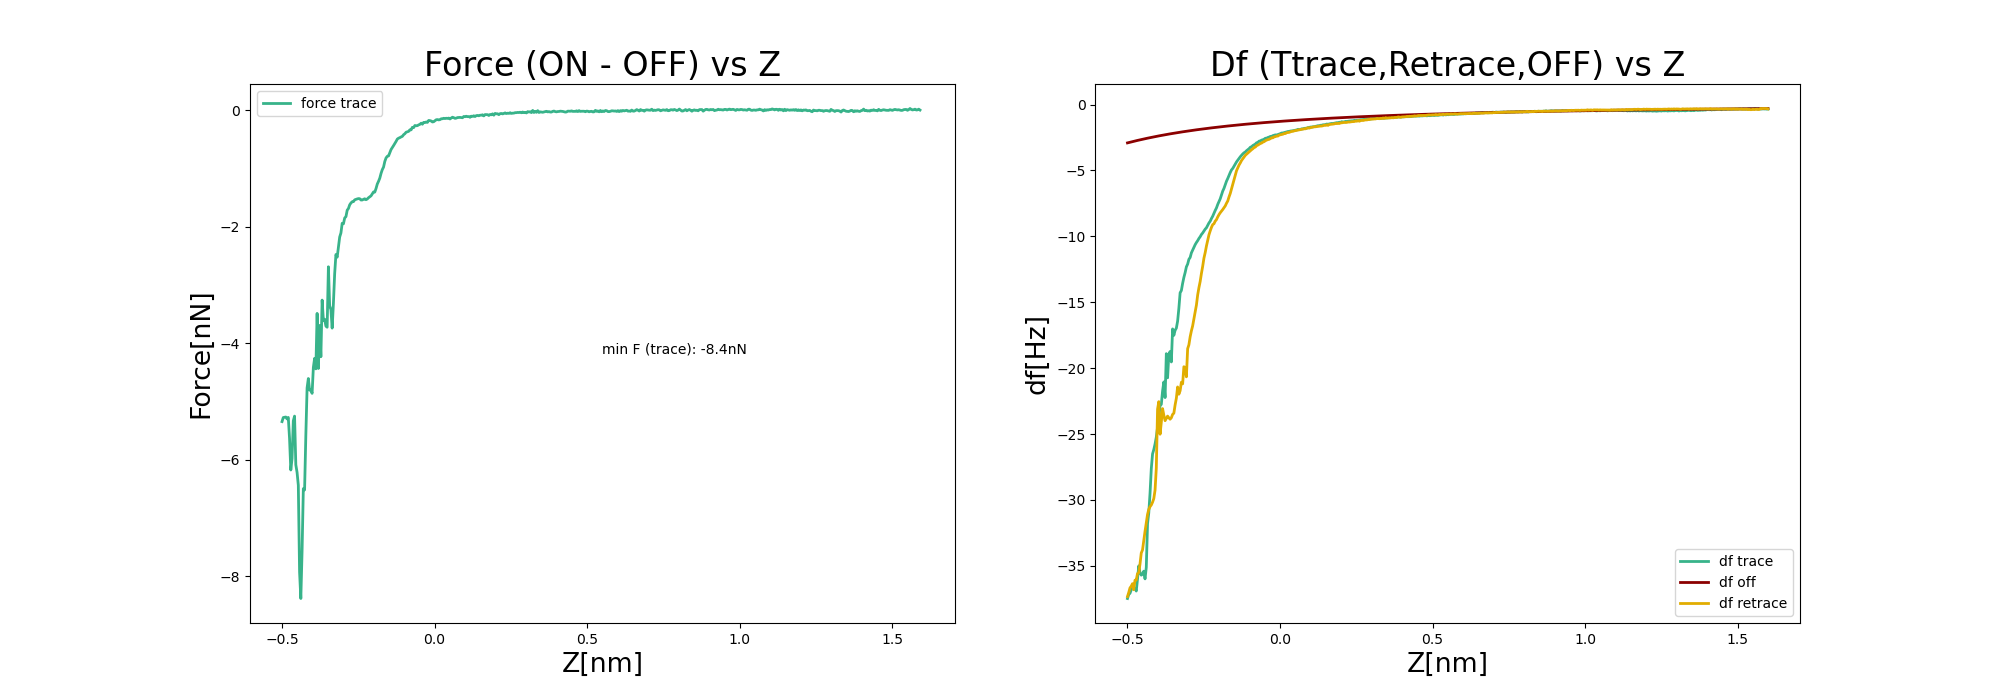 Force (ON - OFF) vs Z
force trace
0
−2
−4
−6
−8
Force[nN]
min F (trace): -8.4nN
−0.5
0.0
0.5
1.0
1.5
Z[nm]
Df (Ttrace,Retrace,OFF) vs Z
0
−5
−10
−15
−20
−25
−30
−35
df[Hz]
df trace
df off
df retrace
−0.5
0.0
0.5
1.0
1.5
Z[nm]